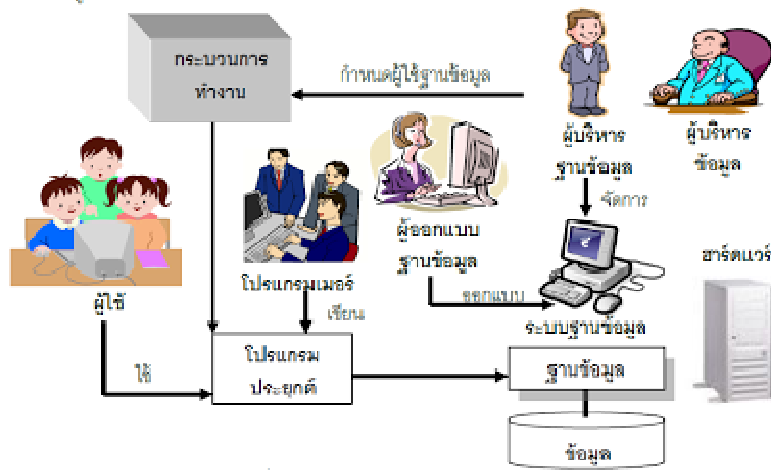 กระบวนการ
ทำงาน
กำหนดผู้ใช้ฐานข้อมูล
ผู้บริหาร
ฐานข้อมูล
ผู้บริหาร
ข้อมูล
จัดการ
ผู้ใช้
โปรแกรมเมอร์
เขียน
ผู้ออกแบบ
ฐานข้อมูล
ออกแบบ
ระบบฐานข้อมูล
ฮาร์ดแวร์
ใช้
โปรแกรม
ประยุกต์
ฐานข้อมูล
ข้อมูล